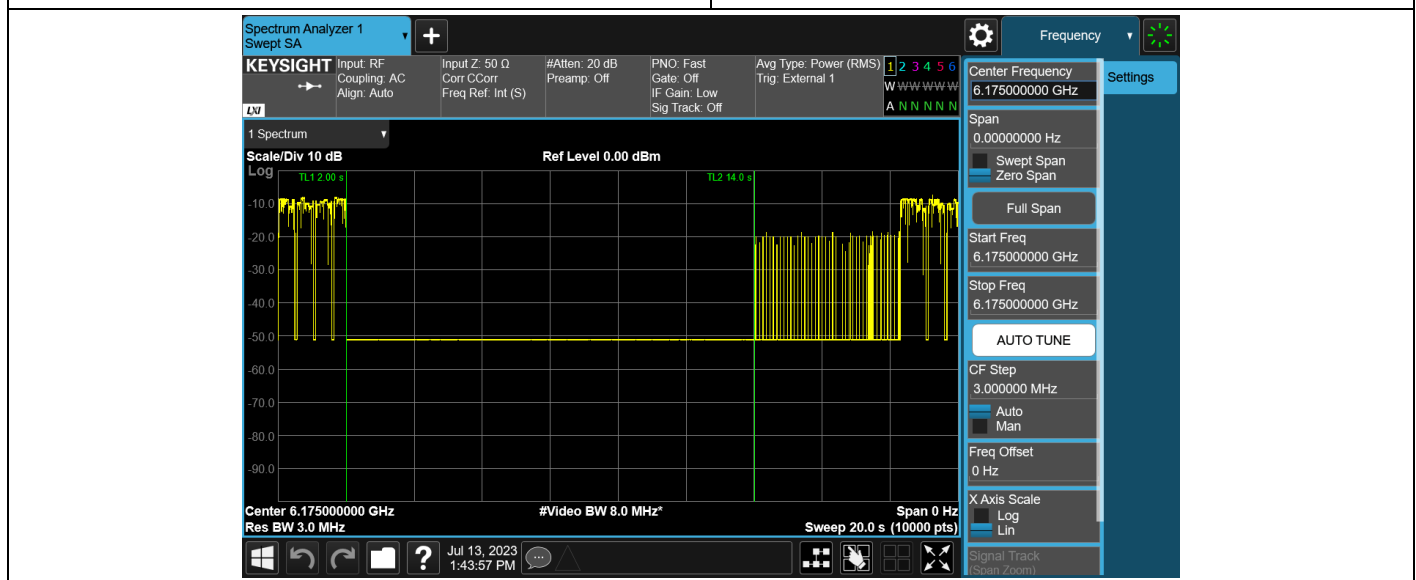 Spectrum Analyzer 1
Swept SA
Frequency
KEYSIGHT
LXI
Input: RF
Coupling: AC
Align: Auto
Input Z: 50 Ω
Corr CCorr
Freq Ref: Int (S)
#Atten: 20 dB
Preamp: Off
PNO: Fast
Gate: Off
IF Gain: Low
Sig Track: Off
Avg Type: Power (RMS)
Trig: External 1
1 2 3 4 5 6
W W W W W W
A N N N N N
1 Spectrum
Scale/Div 10 dB
Ref Level 0.00 dBm
Log
TL1 2.00 s
TL2 14.0 s
-10.0
-20.0
-30.0
-40.0
-50.0
-60.0
-70.0
-80.0
-90.0
Center 6.175000000 GHz
#Video BW 8.0 MHz*
Span 0 Hz
Res BW 3.0 MHz
Sweep 20.0 s (10000 pts)
?
Jul 13, 2023
1:43:57 PM
Center Frequency
6.175000000 GHz
Settings
Span
0.00000000 Hz
Swept Span
Zero Span
Full Span
Start Freq
6.175000000 GHz
Stop Freq
6.175000000 GHz
AUTO TUNE
CF Step
3.000000 MHz
Auto
Man
Freq Offset
0 Hz
X Axis Scale
Log
Lin
Signal Track
(Span Zoom)